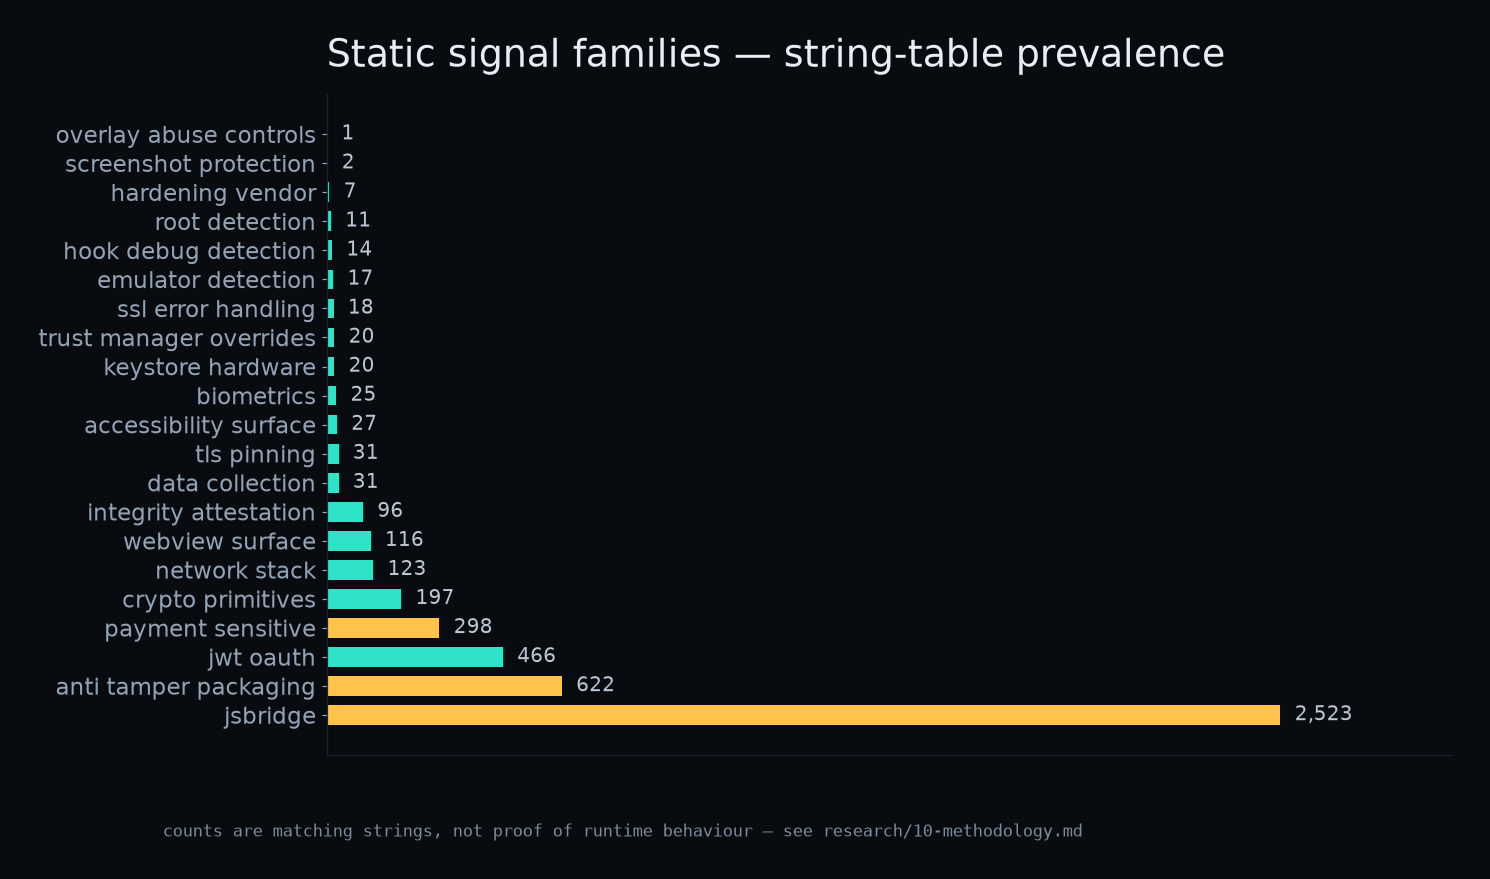 Static signal families — string-table prevalence
overlay abuse controls 1
screenshot protection 2
hardening vendor 7
root detection 11
hook debug detection 14
emulator detection 17
ssl error handling 18
trust manager overrides 20
keystore hardware 20
biometrics 25
accessibility surface 27
tls pinning 31
data collection 31
integrity attestation 96
webview surface 116
network stack 123
crypto primitives 197
payment sensitive 298
jwt oauth 466
anti tamper packaging 622
jsbridge 2,523
counts are matching strings, not proof of runtime behaviour — see research/10-methodology.md